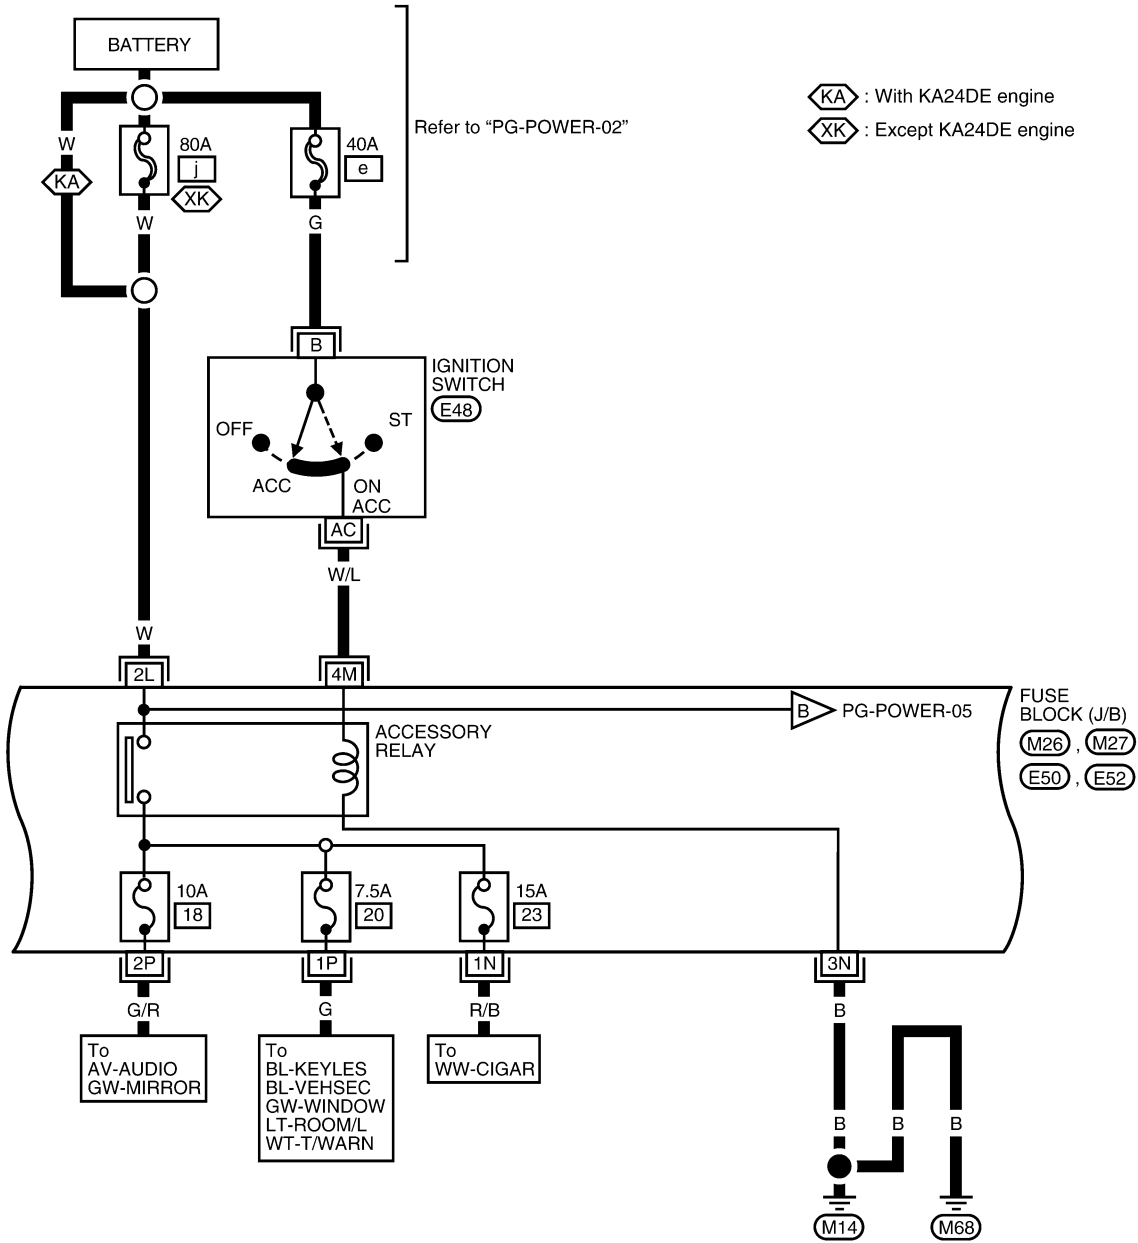 BATTERY
KA : With KA24DE engine
XK : Except KA24DE engine
Refer to “PG-POWER-02”
W
KA
80A
j
XK
W
40A
e
G
B
IGNITION
SWITCH
E48
OFF
ST
ACC
ON
ACC
AC
W/L
W
2L
4M
B
PG-POWER-05
FUSE
BLOCK (J/B)
M26 , M27
E50 , E52
ACCESSORY
RELAY
10A
18
7.5A
20
15A
23
2P
1P
1N
3N
G/R
G
R/B
B
To
AV-AUDIO
GW-MIRROR
To
BL-KEYLES
BL-VEHSEC
GW-WINDOW
LT-ROOM/L
WT-T/WARN
To
WW-CIGAR
B
B
B
M14
M68